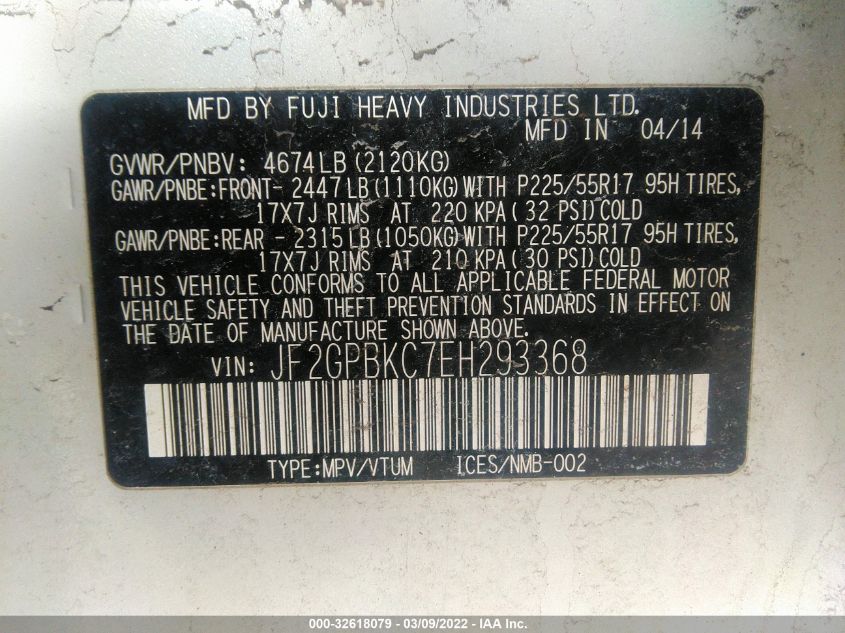 MFD BY FUJI HEAVY INDUSTRIES LTD.
MFD IN 04/14
GVWR/PNBV: 4674LB(2120KG)
GAWR/PNBE:FRONT-2447LB(1110KG)WITH P225/55R17 95H TIRES,
17X7J RIMS AT 220 KPA(32 PSI)COLD
GAWR/PNBE:REAR -2315LB(1050KG)WITH P225/55R17 95H TIRES,
17X7J RIMS AT 210 KPA(30 PSI)COLD
THIS VEHICLE CONFORMS TO ALL APPLICABLE FEDERAL MOTOR
VEHICLE SAFETY AND THEFT PREVENTION STANDARDS IN EFFECT ON
THE DATE OF MANUFACTURE SHOWN ABOVE.
VIN: JF2GPBKC7EH293368
TYPE:MPV/VTUM ICES/NMB-002
000-32618079 - 03/09/2022 - IAA Inc.